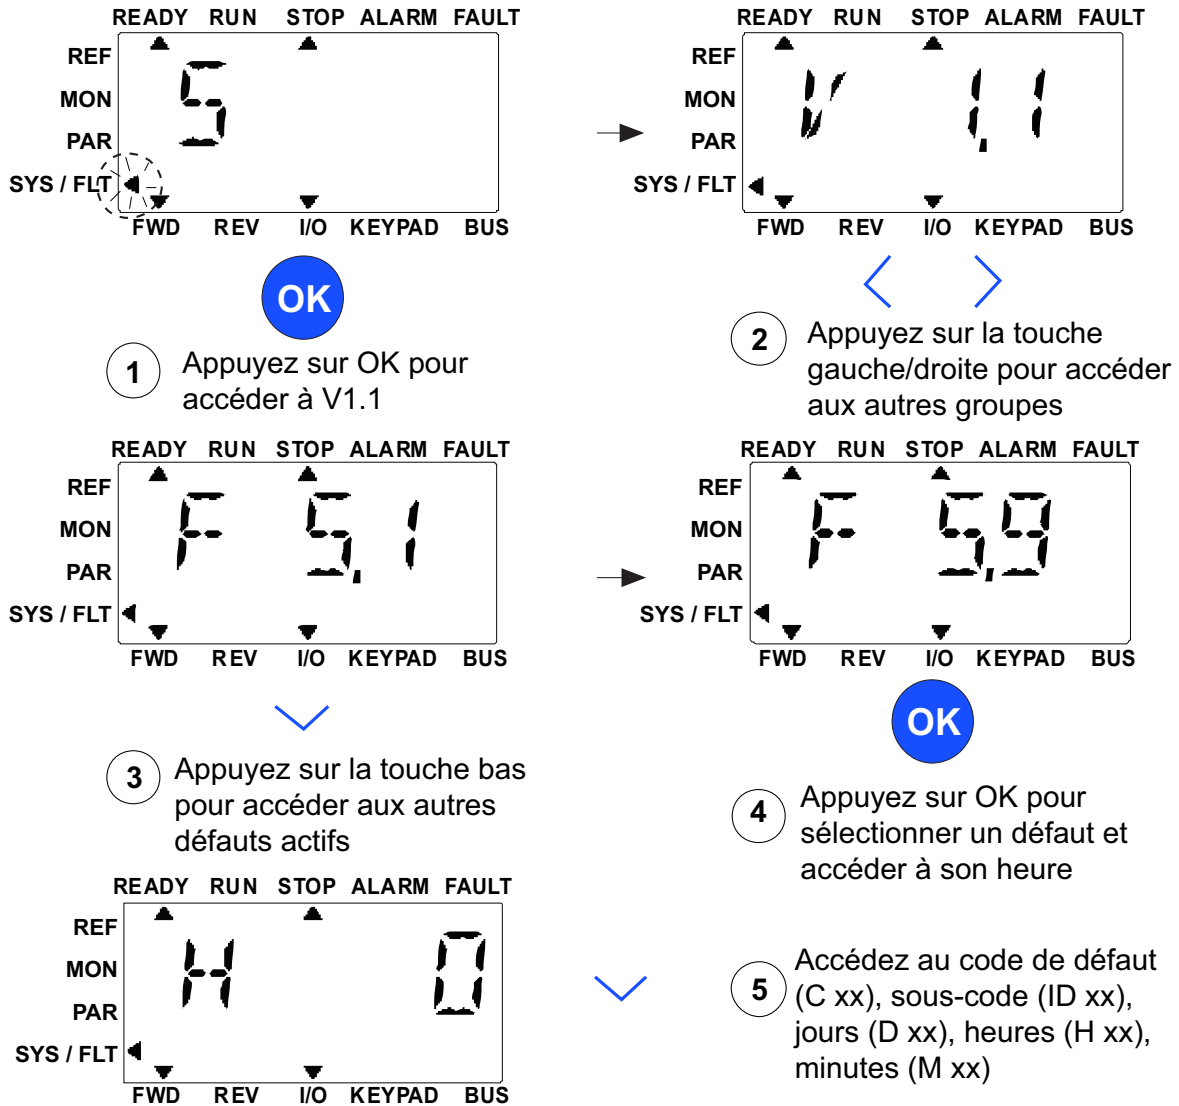 READY RUN STOP ALARM FAULT
REF
MON
PAR
SYS / FLT
S
FWD REV I/O KEYPAD BUS
READY RUN STOP ALARM FAULT
REF
MON
PAR
SYS / FLT
V 1.1
FWD REV I/O KEYPAD BUS
OK
1 Appuyez sur OK pour
accéder à V1.1
2 Appuyez sur la touche
gauche/droite pour accéder
aux autres groupes
READY RUN STOP ALARM FAULT
REF
MON
PAR
SYS / FLT
F 5.1
FWD REV I/O KEYPAD BUS
READY RUN STOP ALARM FAULT
REF
MON
PAR
SYS / FLT
F 5.9
FWD REV I/O KEYPAD BUS
3 Appuyez sur la touche bas
pour accéder aux autres
défauts actifs
OK
4 Appuyez sur OK pour
sélectionner un défaut et
accéder à son heure
READY RUN STOP ALARM FAULT
REF
MON
PAR
SYS / FLT
H 0
FWD REV I/O KEYPAD BUS
5 Accédez au code de défaut
(C xx), sous-code (ID xx),
jours (D xx), heures (H xx),
minutes (M xx)